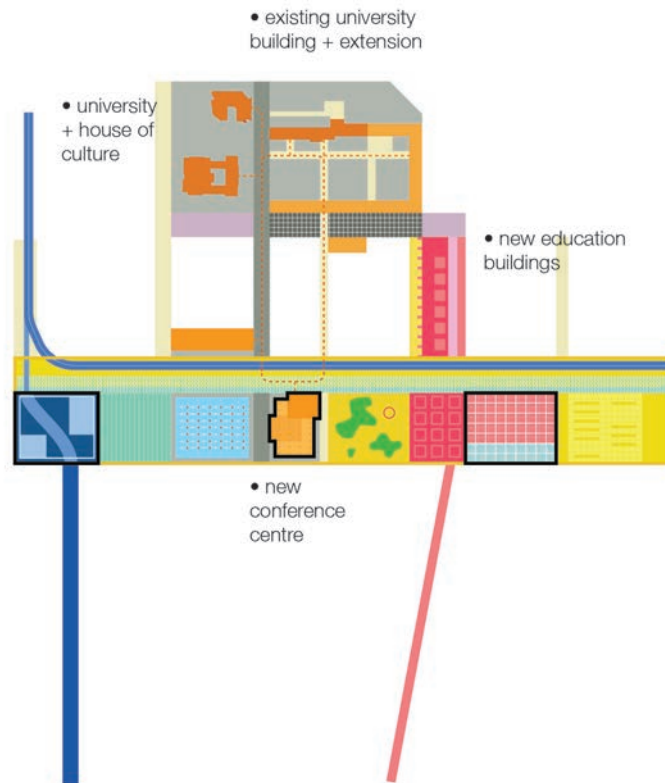 • existing university
building + extension
• university
+ house of
culture
• new education
buildings
• new
conference
centre